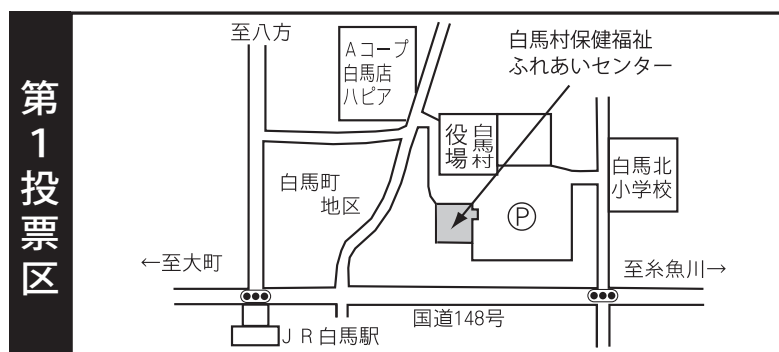 第1投票区
至八方
Aコープ
白馬店
ハピア
白馬村保健福祉
ふれあいセンター
白馬村
役場
白馬北
小学校
白馬町
地区
P
←至大町
至糸魚川→
国道148号
JR白馬駅